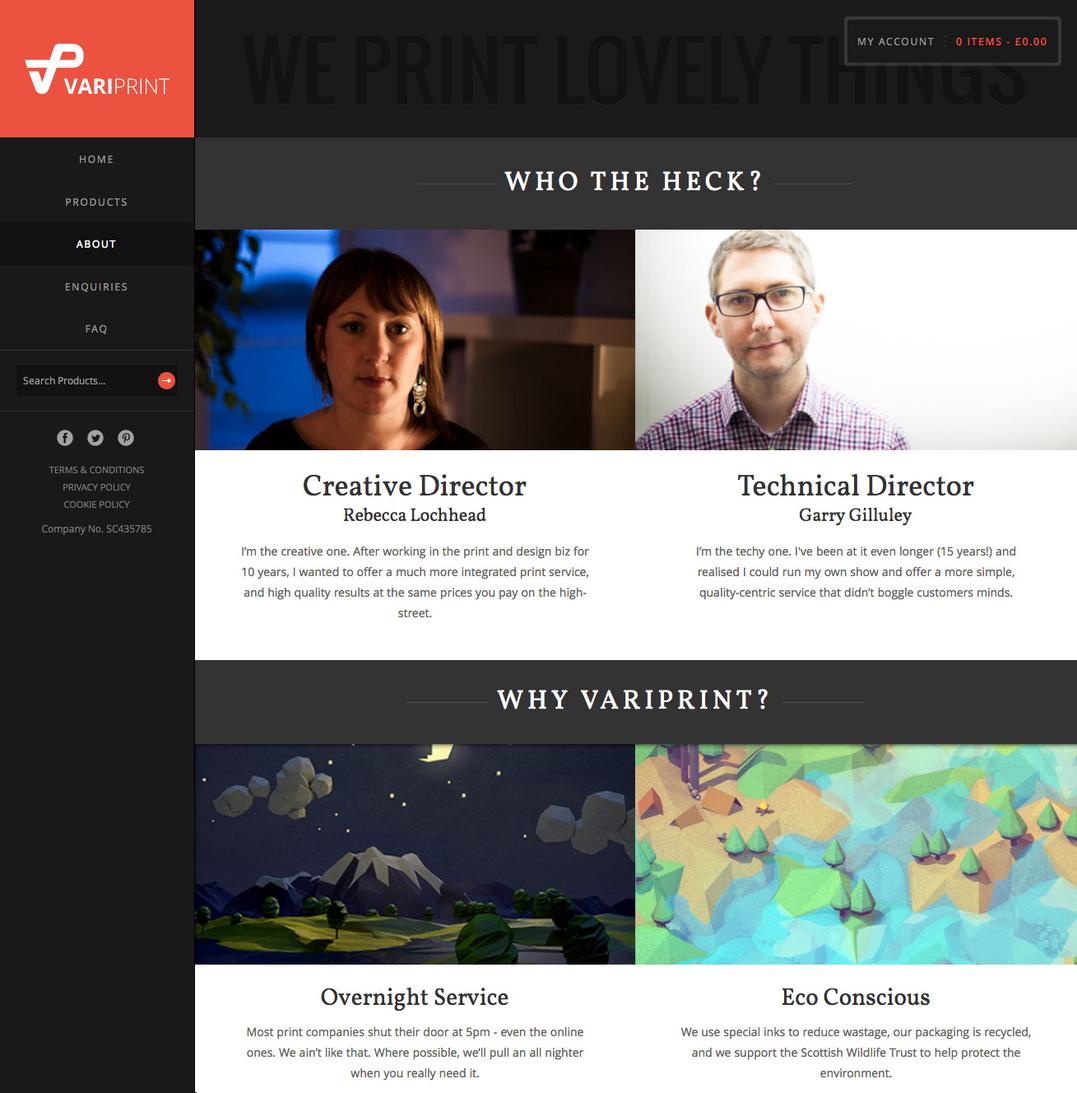 VARIPRINT
HOME
PRODUCTS
ABOUT
ENQUIRIES
FAQ
Search Products...
TERMS & CONDITIONS
PRIVACY POLICY
COOKIE POLICY
Company No. SC435785
WE PRINT LOVELY THINGS
MY ACCOUNT
0 ITEMS - £0.00
WHO THE HECK?
Creative Director
Rebecca Lochhead
I’m the creative one. After working in the print and design biz for
10 years, I wanted to offer a much more integrated print service,
and high quality results at the same prices you pay on the high-
street.
Technical Director
Garry Gilluley
I’m the techy one. I've been at it even longer (15 years!) and
realised I could run my own show and offer a more simple,
quality-centric service that didn’t boggle customers minds.
WHY VARIPRINT?
Overnight Service
Most print companies shut their door at 5pm - even the online
ones. We ain’t like that. Where possible, we’ll pull an all nighter
when you really need it.
Eco Conscious
We use special inks to reduce wastage, our packaging is recycled,
and we support the Scottish Wildlife Trust to help protect the
environment.